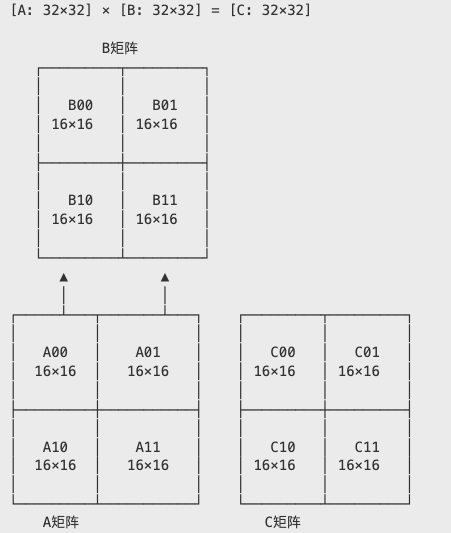 [A: 32×32] × [B: 32×32] = [C: 32×32]
B矩阵
B00 B01
16×16 16×16
B10 B11
16×16 16×16
A00 A01 C00 C01
16×16 16×16 16×16 16×16
A10 A11 C10 C11
16×16 16×16 16×16 16×16
A矩阵 C矩阵